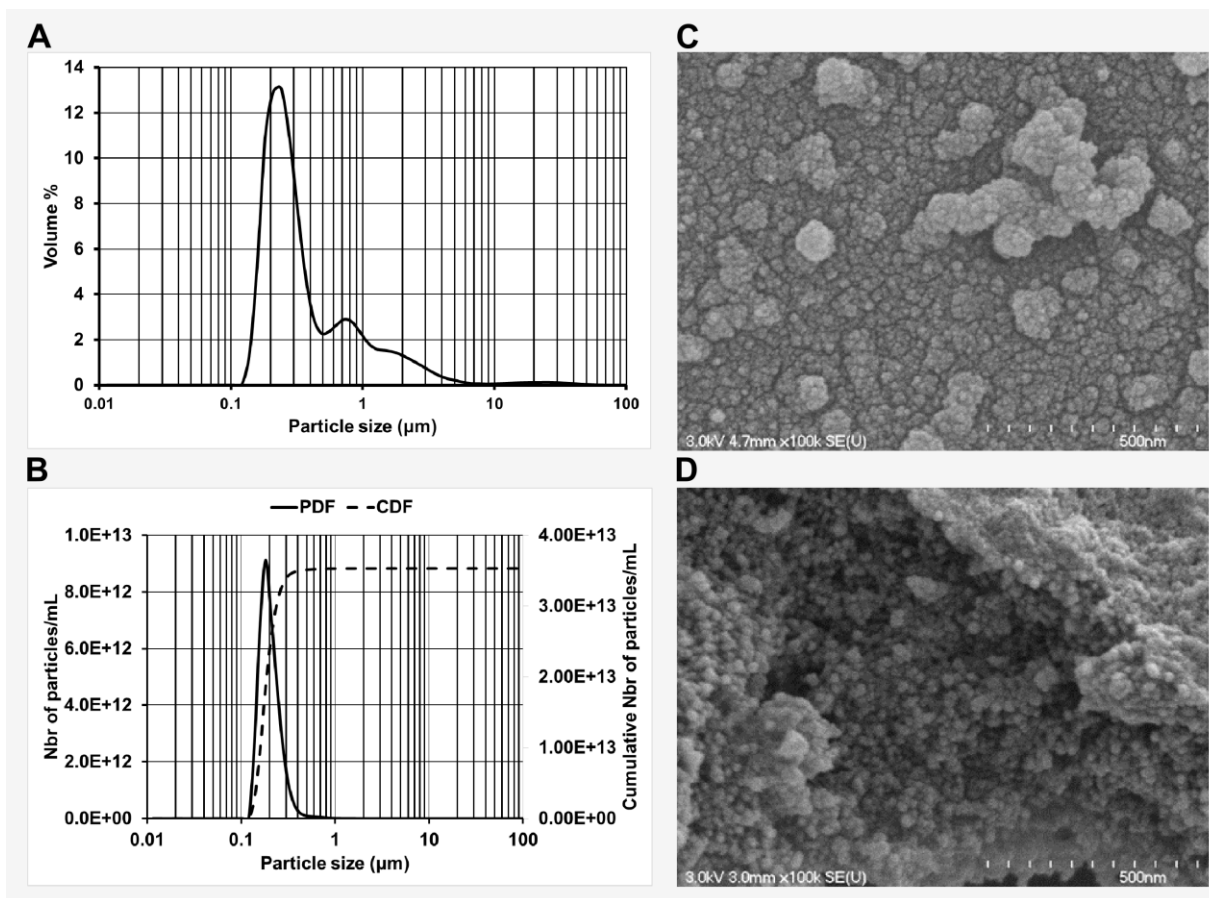 A
14
12
10
8
6
4
2
0
Volume %
0.01 0.1 1 10 100
Particle size (µm)
B
PDF CDF
1.0E+13
8.0E+12
6.0E+12
4.0E+12
2.0E+12
0.0E+00
Nbr of particles/mL
4.00E+13
3.00E+13
2.00E+13
1.00E+13
0.00E+00
Cumulative Nbr of particles/mL
0.01 0.1 1 10 100
Particle size (µm)
C
3.0kV 4.7mm x100k SE(U) 500nm
D
3.0kV 3.0mm x100k SE(U) 500nm